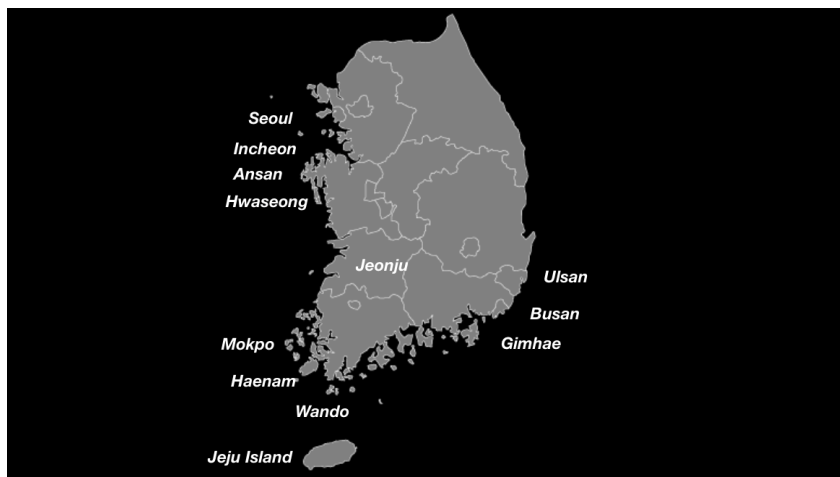 Seoul
Incheon
Ansan
Hwaseong
Jeonju
Ulsan
Busan
Gimhae
Mokpo
Haenam
Wando
Jeju Island